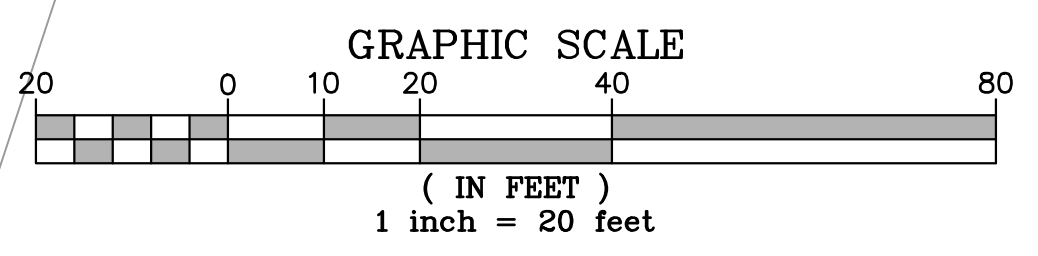 GRAPHIC SCALE
20 0 10 20 40 80
( IN FEET )
1 inch = 20 feet